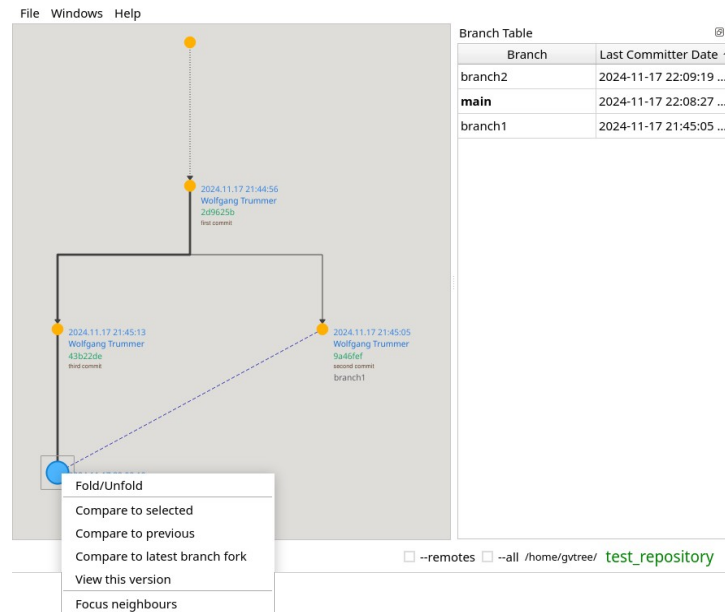 File Windows Help
Branch Table
Branch Last Committer Date
branch2 2024-11-17 22:09:19 ...
main 2024-11-17 22:08:27 ...
branch1 2024-11-17 21:45:05 ...
2024.11.17 21:44:56
Wolfgang Trummer
2d9625b
first commit
2024.11.17 21:45:13
Wolfgang Trummer
43b22de
third commit
2024.11.17 21:45:05
Wolfgang Trummer
9a46fef
second commit
branch1
Fold/Unfold
Compare to selected
Compare to previous
Compare to latest branch fork
View this version
Focus neighbours
--remotes --all /home/gvtree/ test_repository